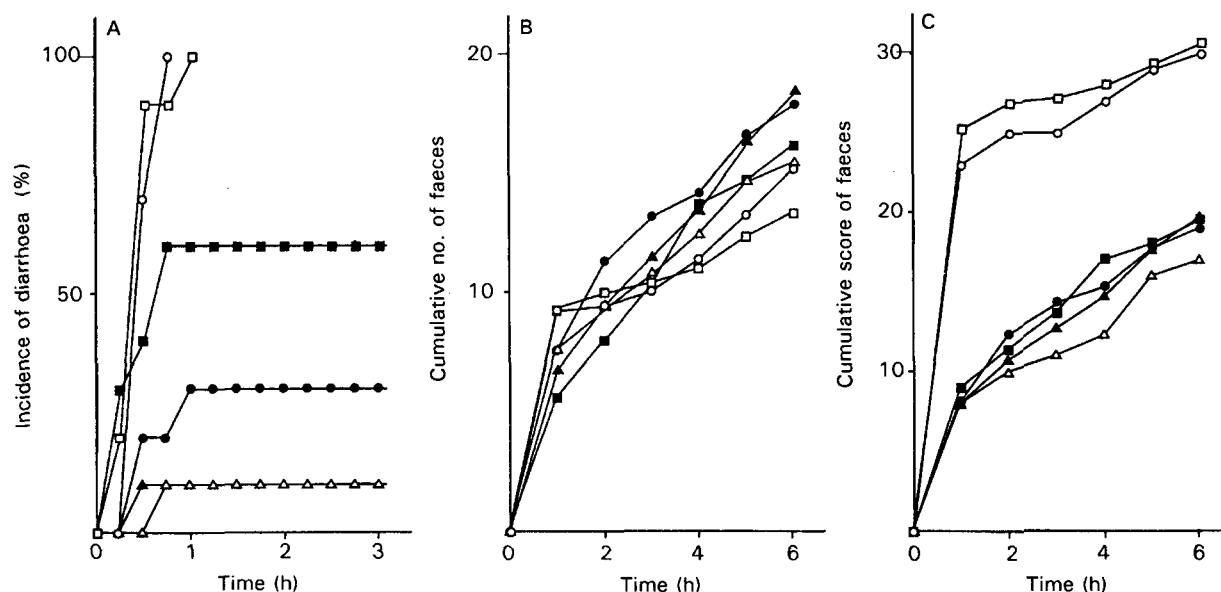 A
Incidence of diarrhoea (%)
100
50
0
1
2
3
Time (h)
B
Cumulative no. of faeces
20
10
0
2
4
6
Time (h)
C
Cumulative score of faeces
30
20
10
0
2
4
6
Time (h)